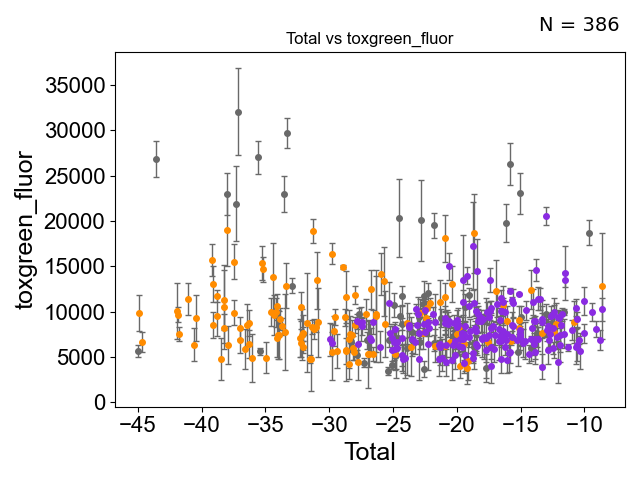 N = 386
Total vs toxgreen_fluor
toxgreen_fluor
35000
30000
25000
20000
15000
10000
5000
0
−45 −40 −35 −30 −25 −20 −15 −10
Total